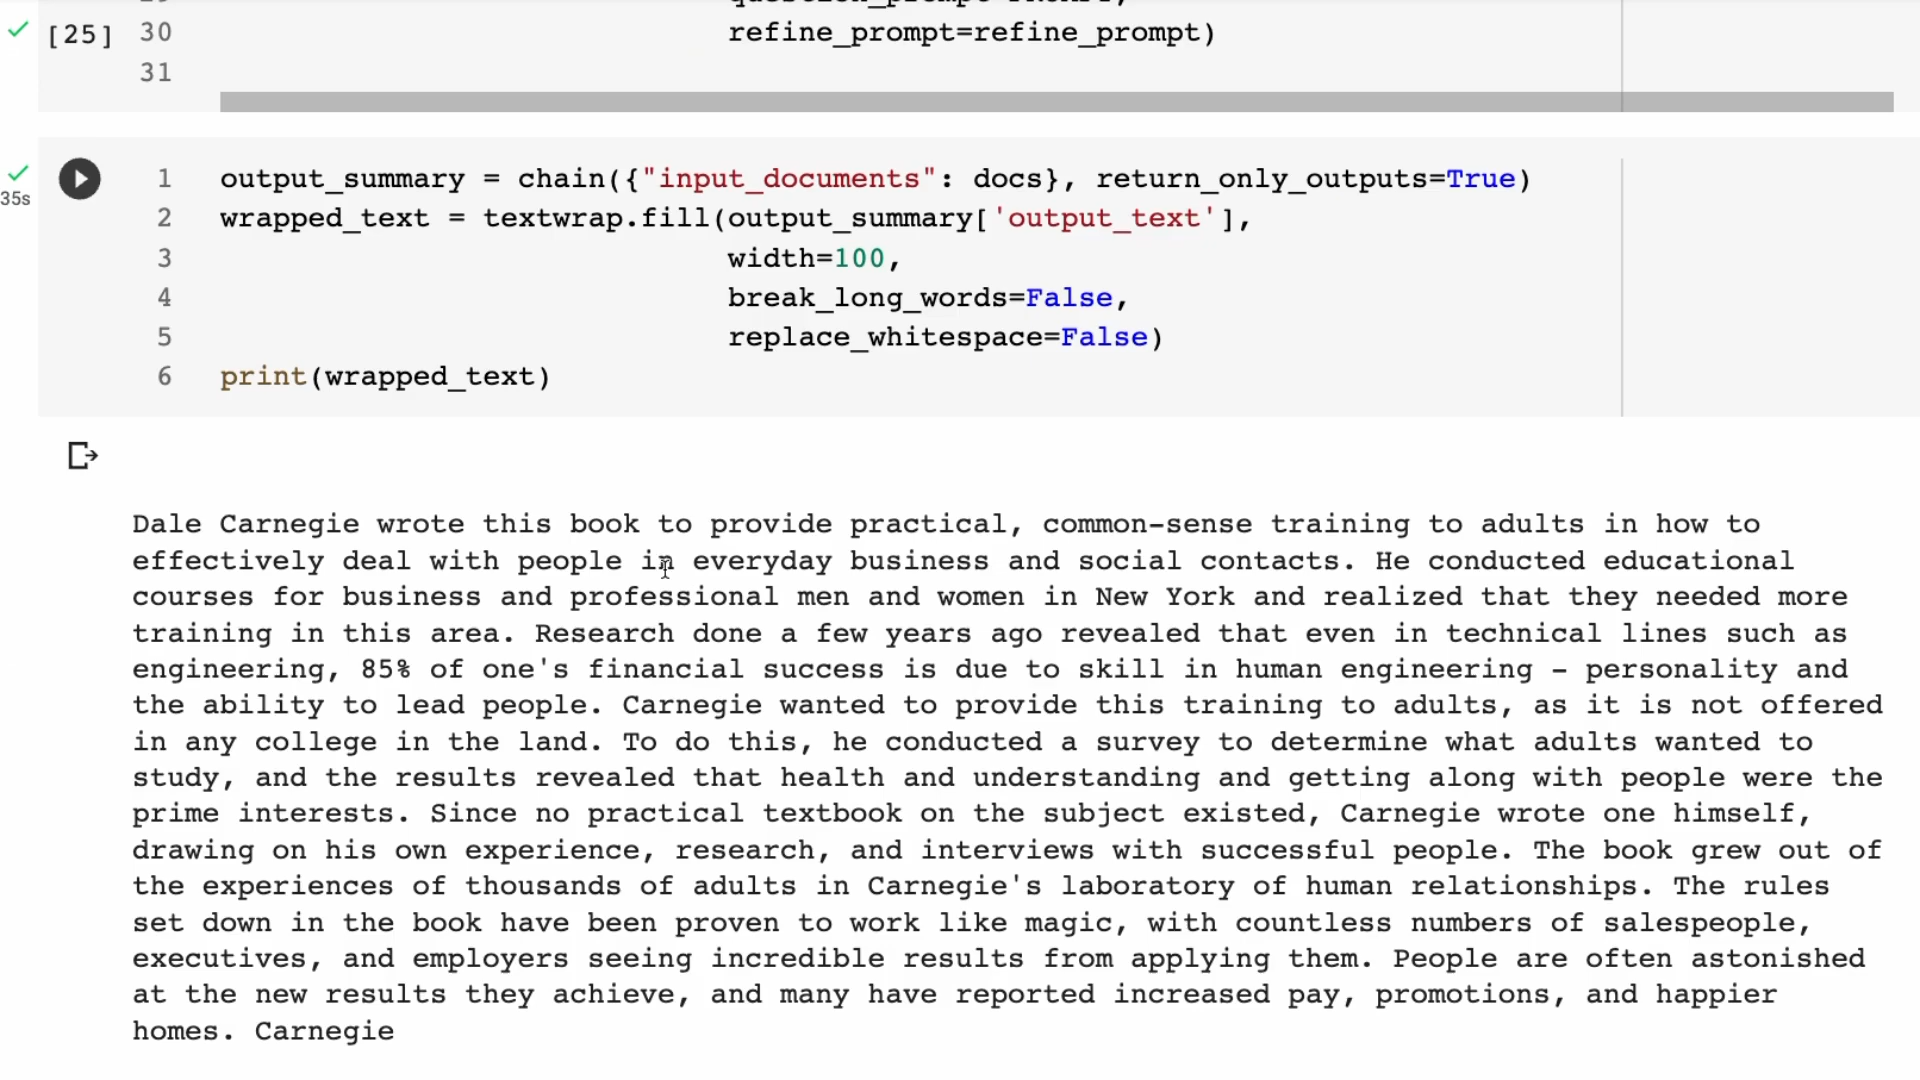 [25] 30 refine_prompt=refine_prompt)
31
1 output_summary = chain({"input_documents": docs}, return_only_outputs=True)
35s
2 wrapped_text = textwrap.fill(output_summary['output_text'],
3 width=100,
4 break_long_words=False,
5 replace_whitespace=False)
6 print(wrapped_text)
Dale Carnegie wrote this book to provide practical, common-sense training to adults in how to
effectively deal with people in everyday business and social contacts. He conducted educational
courses for business and professional men and women in New York and realized that they needed more
training in this area. Research done a few years ago revealed that even in technical lines such as
engineering, 85% of one's financial success is due to skill in human engineering – personality and
the ability to lead people. Carnegie wanted to provide this training to adults, as it is not offered
in any college in the land. To do this, he conducted a survey to determine what adults wanted to
study, and the results revealed that health and understanding and getting along with people were the
prime interests. Since no practical textbook on the subject existed, Carnegie wrote one himself,
drawing on his own experience, research, and interviews with successful people. The book grew out of
the experiences of thousands of adults in Carnegie's laboratory of human relationships. The rules
set down in the book have been proven to work like magic, with countless numbers of salespeople,
executives, and employers seeing incredible results from applying them. People are often astonished
at the new results they achieve, and many have reported increased pay, promotions, and happier
homes. Carnegie